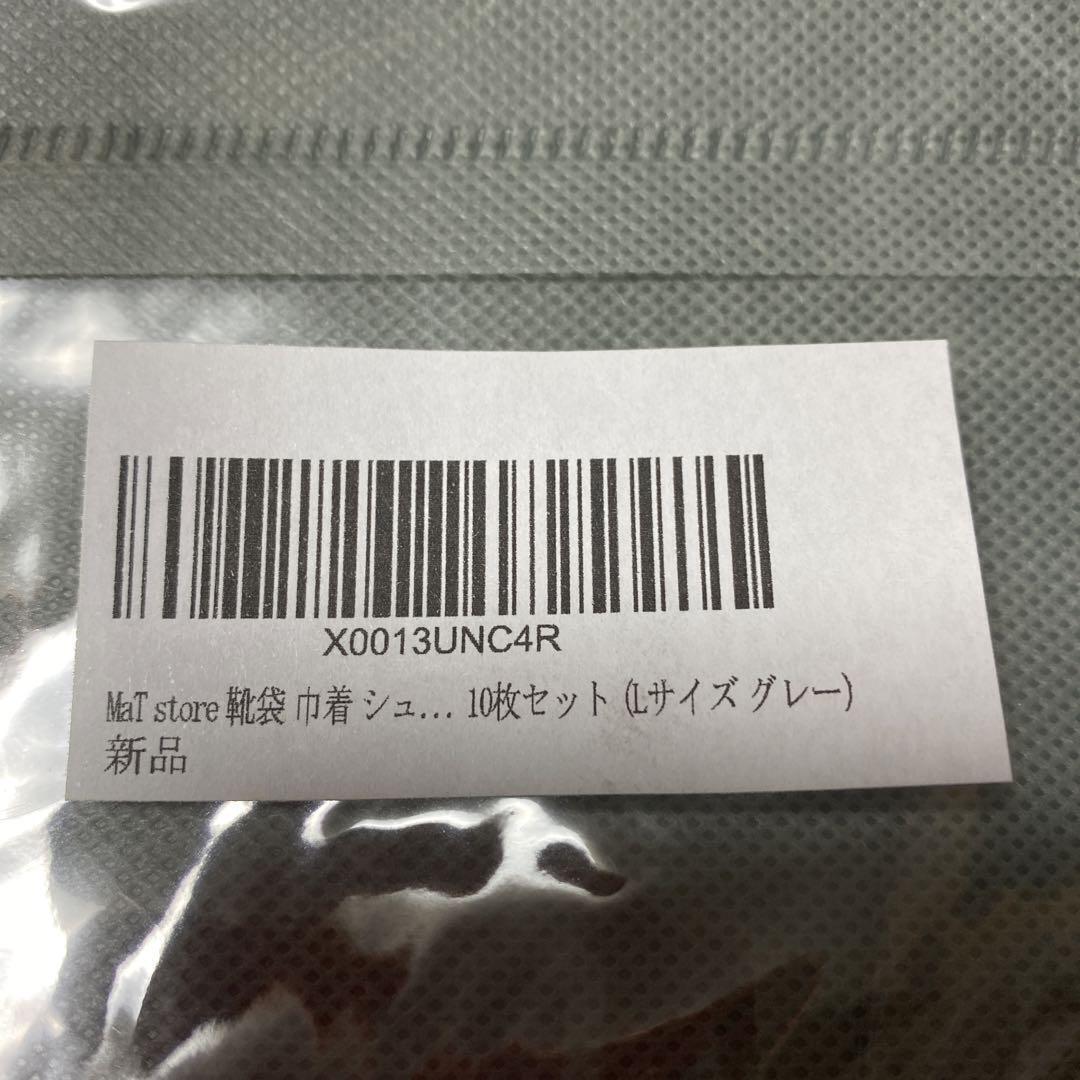 X0013UNC4R
MaT store 靴袋 巾着 シュ... 10枚セット (Lサイズ グレー)
新品